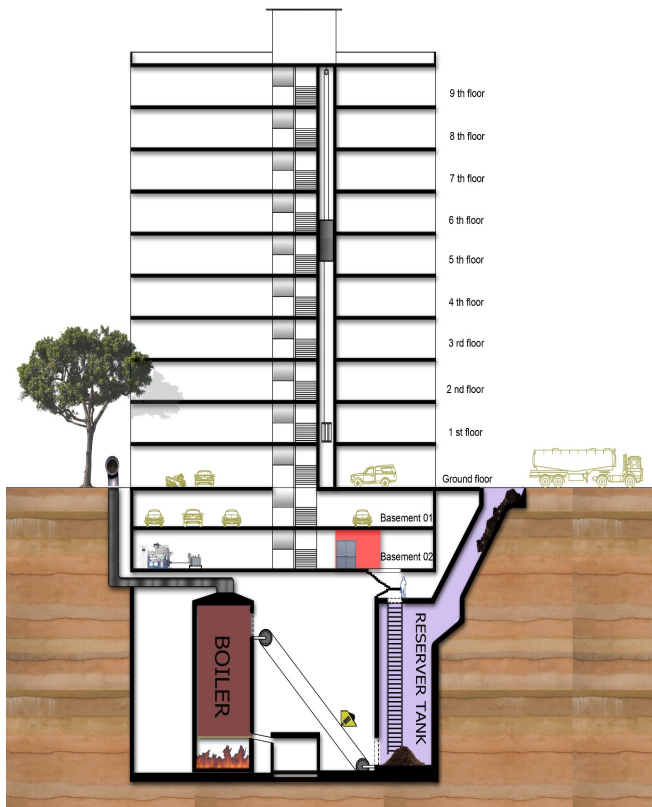 9 th floor
8 th floor
7 th floor
6 th floor
5 th floor
4 th floor
3 rd floor
2 nd floor
1 st floor
Ground floor
Basement 01
Basement 02
BOILER
RESERVER TANK